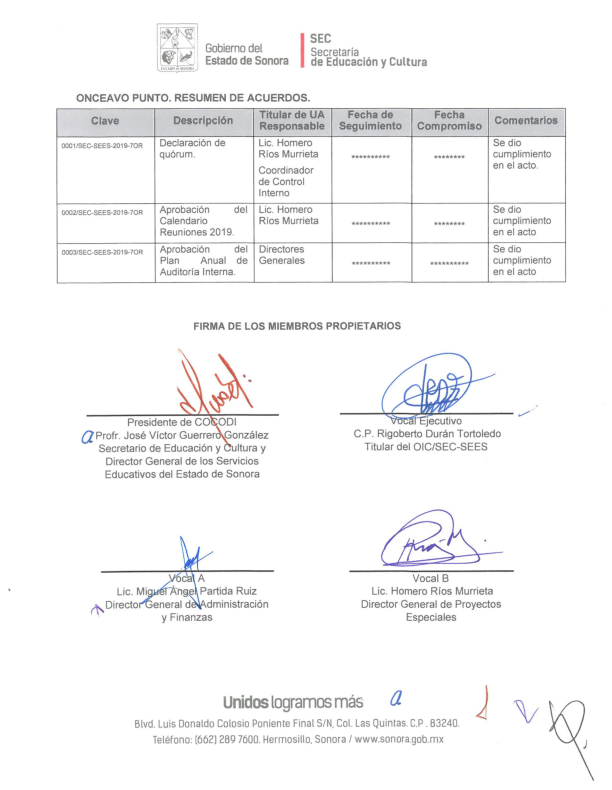 Gobierno del
Estado de Sonora
SEC
Secretaría
de Educación y Cultura
ONCEAVO PUNTO. RESUMEN DE ACUERDOS.
Clave
Descripción
Titular de UA
Responsable
Fecha de
Seguimiento
Fecha
Compromiso
Comentarios
0001/SEC-SEES-2019-7OR
Declaración de
quórum.
Lic. Homero
Ríos Murrieta
Coordinador
de Control
Interno
**********
********
Se dio
cumplimiento
en el acto.
0002/SEC-SEES-2019-7OR
Aprobación del
Calendario
Reuniones 2019.
Lic. Homero
Ríos Murrieta
**********
********
Se dio
cumplimiento
en el acto
0003/SEC-SEES-2019-7OR
Aprobación del
Plan Anual de
Auditoría Interna.
Directores
Generales
**********
**********
Se dio
cumplimiento
en el acto
FIRMA DE LOS MIEMBROS PROPIETARIOS
Presidente de COCODI
Profr. José Víctor Guerrero González
Secretario de Educación y Cultura y
Director General de los Servicios
Educativos del Estado de Sonora
Vocal Ejecutivo
C.P. Rigoberto Durán Tortoledo
Titular del OIC/SEC-SEES
Vocal A
Lic. Miguel Ángel Partida Ruiz
Director General de Administración
y Finanzas
Vocal B
Lic. Homero Ríos Murrieta
Director General de Proyectos
Especiales
Unidos logramos más
Blvd. Luis Donaldo Colosio Poniente Final S/N, Col. Las Quintas. C.P. 83240.
Teléfono: (662) 289 7600. Hermosillo, Sonora / www.sonora.gob.mx